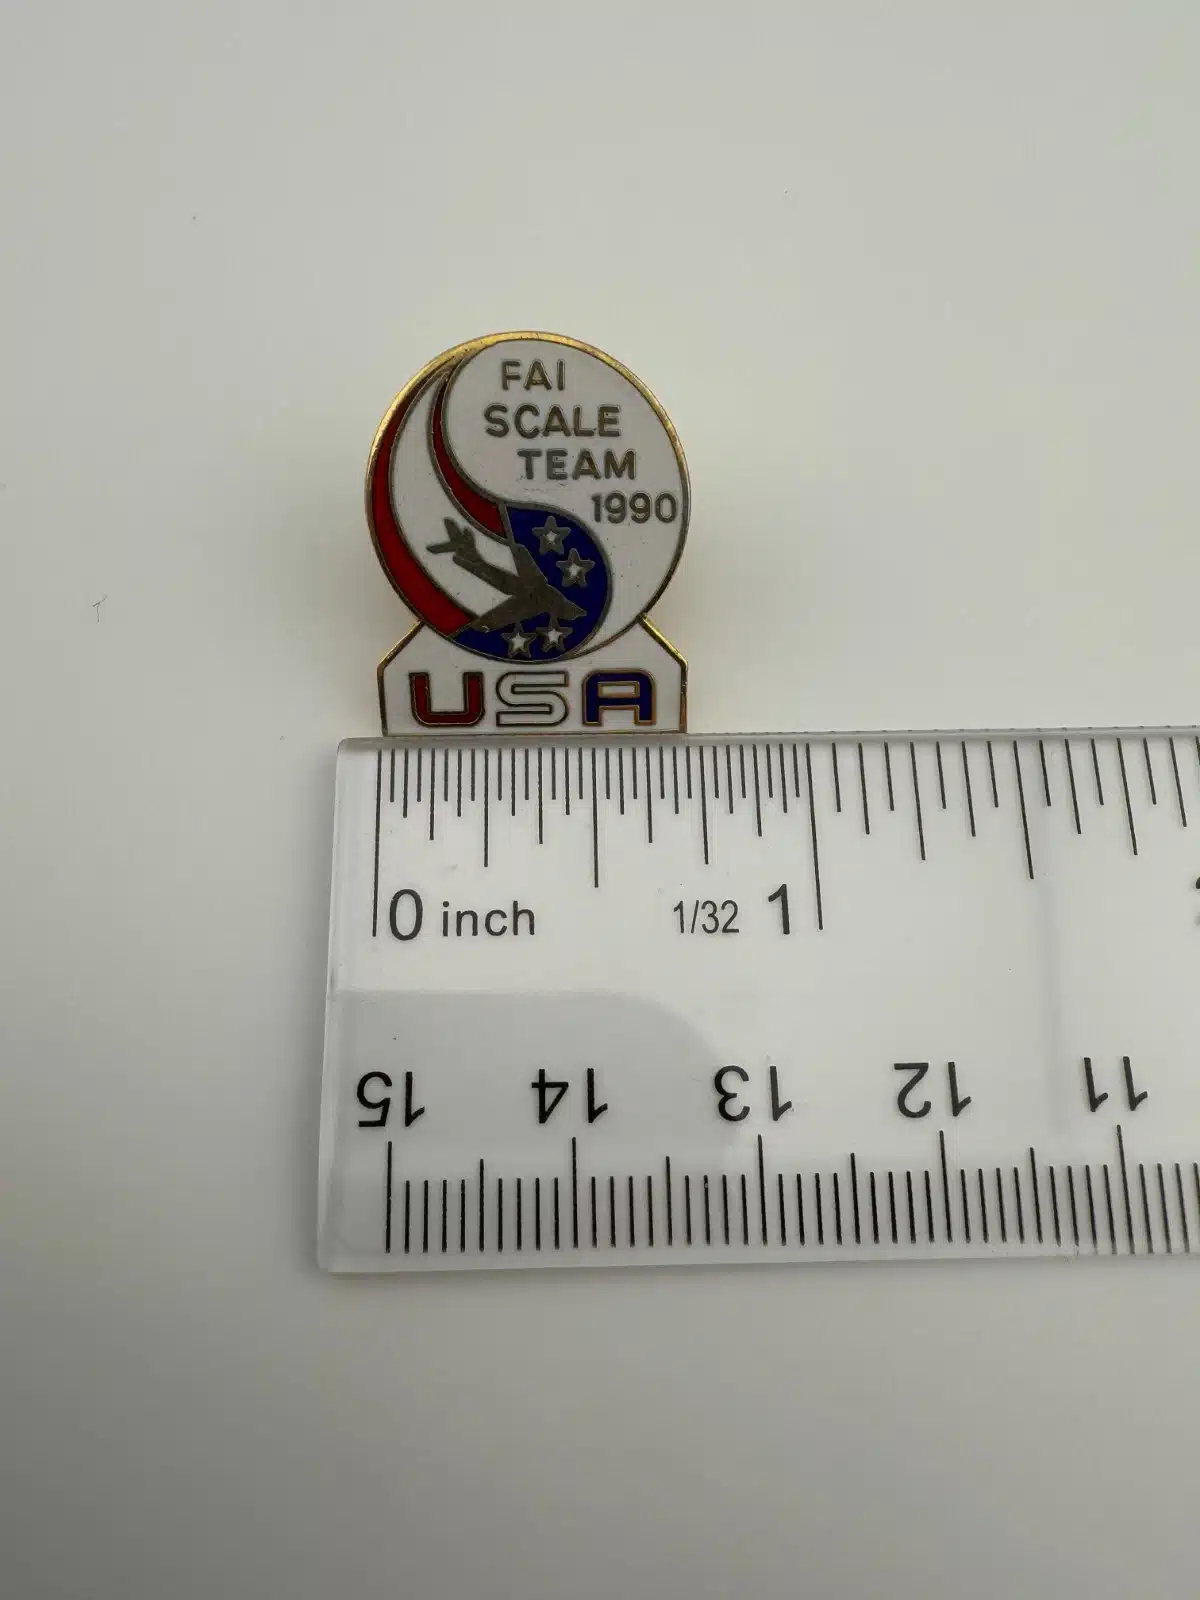 FAI
SCALE
TEAM
1990
USA
0 inch 1/32 1
15 14 13 12 11